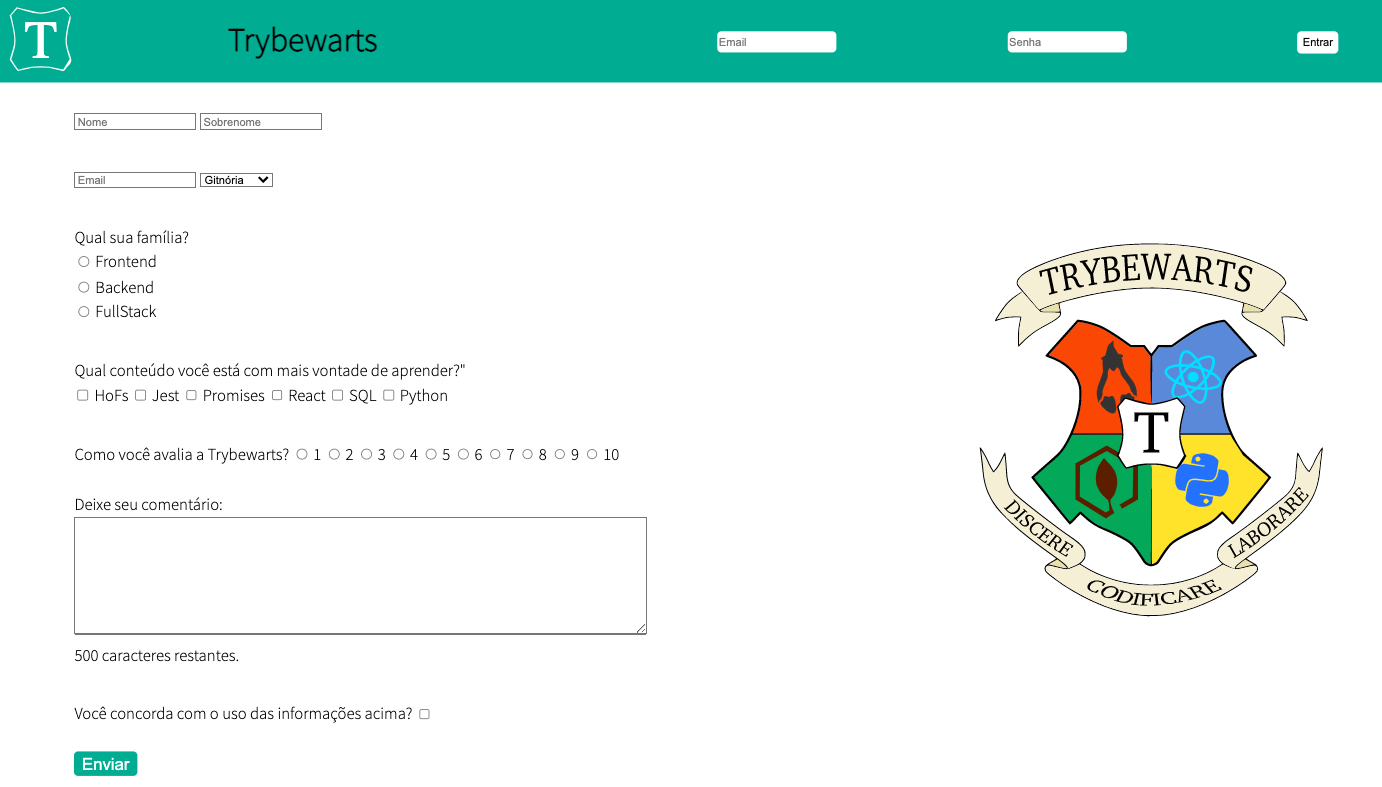 T Trybewarts Email Senha Entrar
Nome Sobrenome
Email Gitnória
Qual sua família?
Frontend
Backend
FullStack
Qual conteúdo você está com mais vontade de aprender?"
HoFs Jest Promises React SQL Python
Como você avalia a Trybewarts? 1 2 3 4 5 6 7 8 9 10
Deixe seu comentário:
500 caracteres restantes.
Você concorda com o uso das informações acima?
Enviar
TRYBEWARTS
T
DISCERE
CODIFICARE
LABORARE